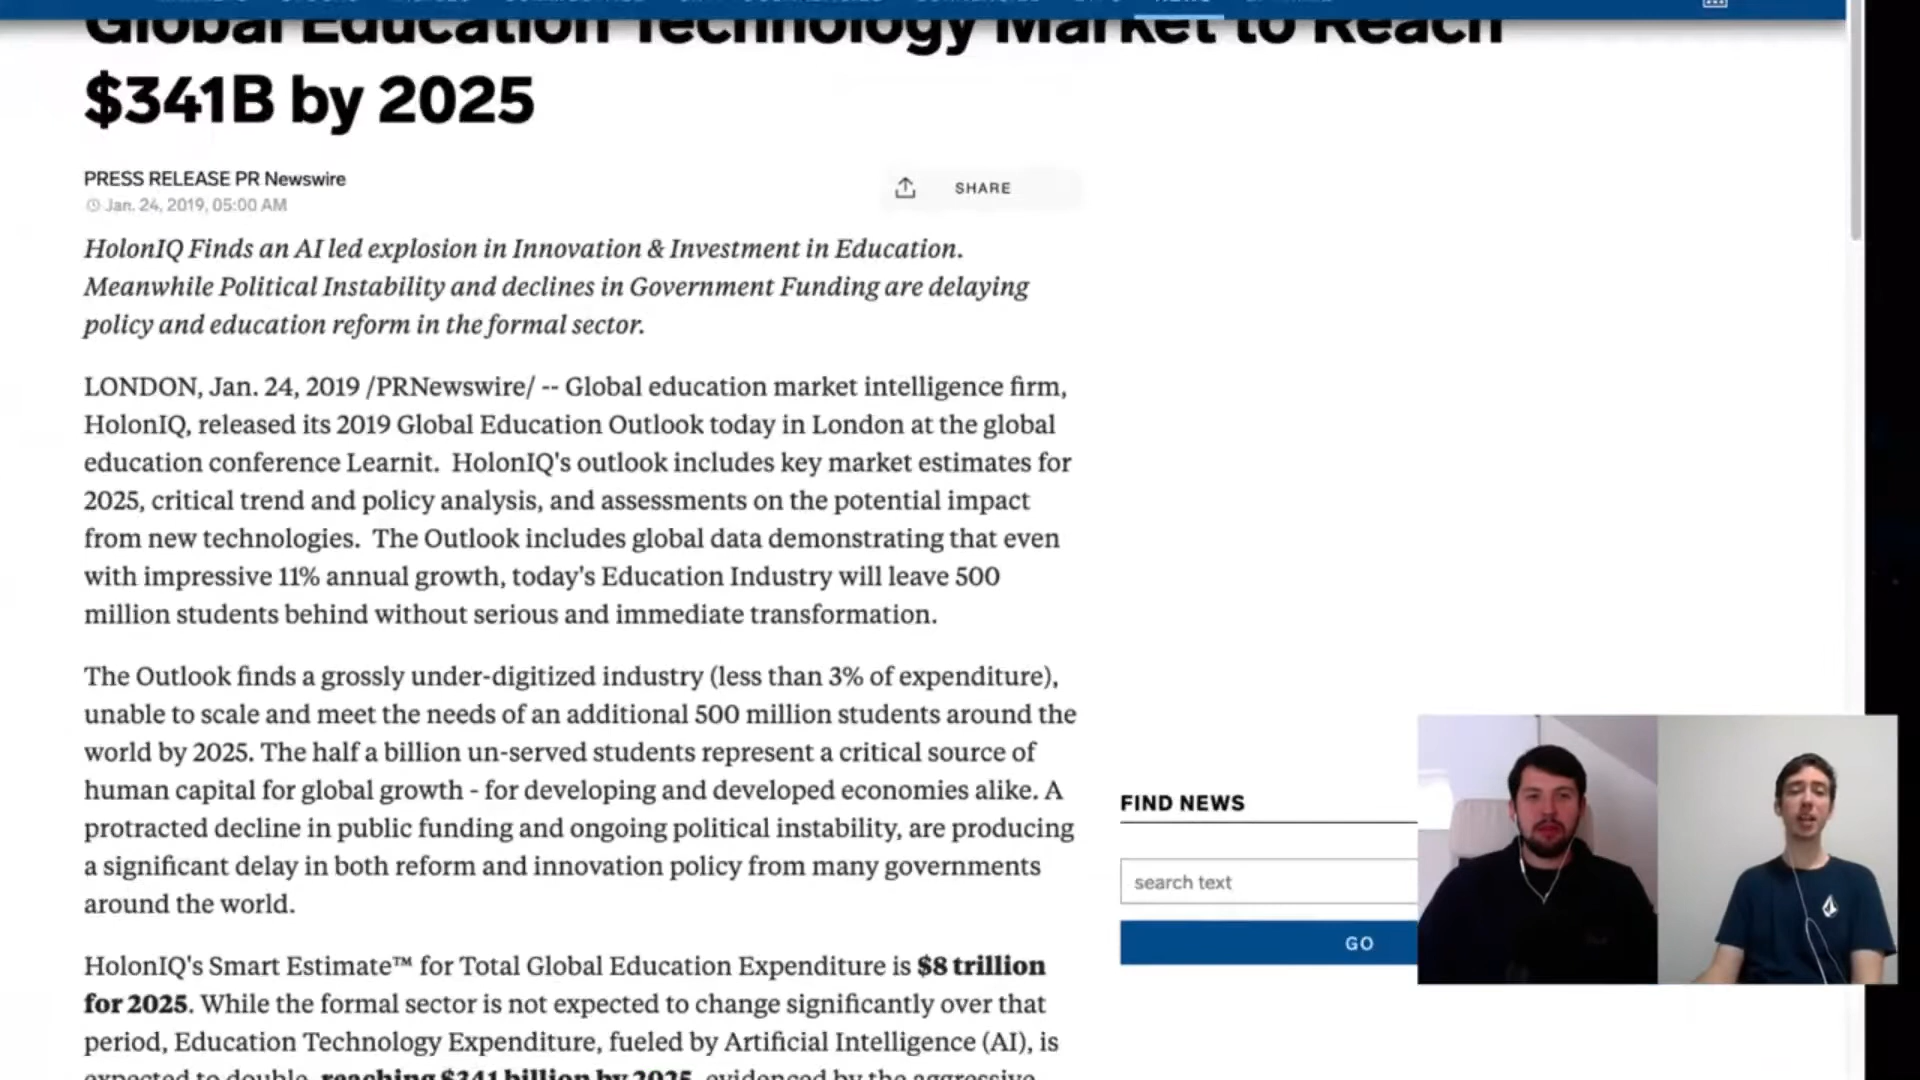 Global Education Technology Market to Reach
$341B by 2025
PRESS RELEASE PR Newswire
Jan. 24, 2019, 05:00 AM
SHARE
HolonIQ Finds an AI led explosion in Innovation & Investment in Education.
Meanwhile Political Instability and declines in Government Funding are delaying
policy and education reform in the formal sector.
LONDON, Jan. 24, 2019 /PRNewswire/ -- Global education market intelligence firm,
HolonIQ, released its 2019 Global Education Outlook today in London at the global
education conference Learnit.  HolonIQ's outlook includes key market estimates for
2025, critical trend and policy analysis, and assessments on the potential impact
from new technologies.  The Outlook includes global data demonstrating that even
with impressive 11% annual growth, today's Education Industry will leave 500
million students behind without serious and immediate transformation.
The Outlook finds a grossly under-digitized industry (less than 3% of expenditure),
unable to scale and meet the needs of an additional 500 million students around the
world by 2025. The half a billion un-served students represent a critical source of
human capital for global growth - for developing and developed economies alike. A
protracted decline in public funding and ongoing political instability, are producing
a significant delay in both reform and innovation policy from many governments
around the world.
HolonIQ's Smart Estimate™ for Total Global Education Expenditure is $8 trillion
for 2025. While the formal sector is not expected to change significantly over that
period, Education Technology Expenditure, fueled by Artificial Intelligence (AI), is
expected to double, reaching $341 billion by 2025, evidenced by the aggressive
FIND NEWS
search text
GO